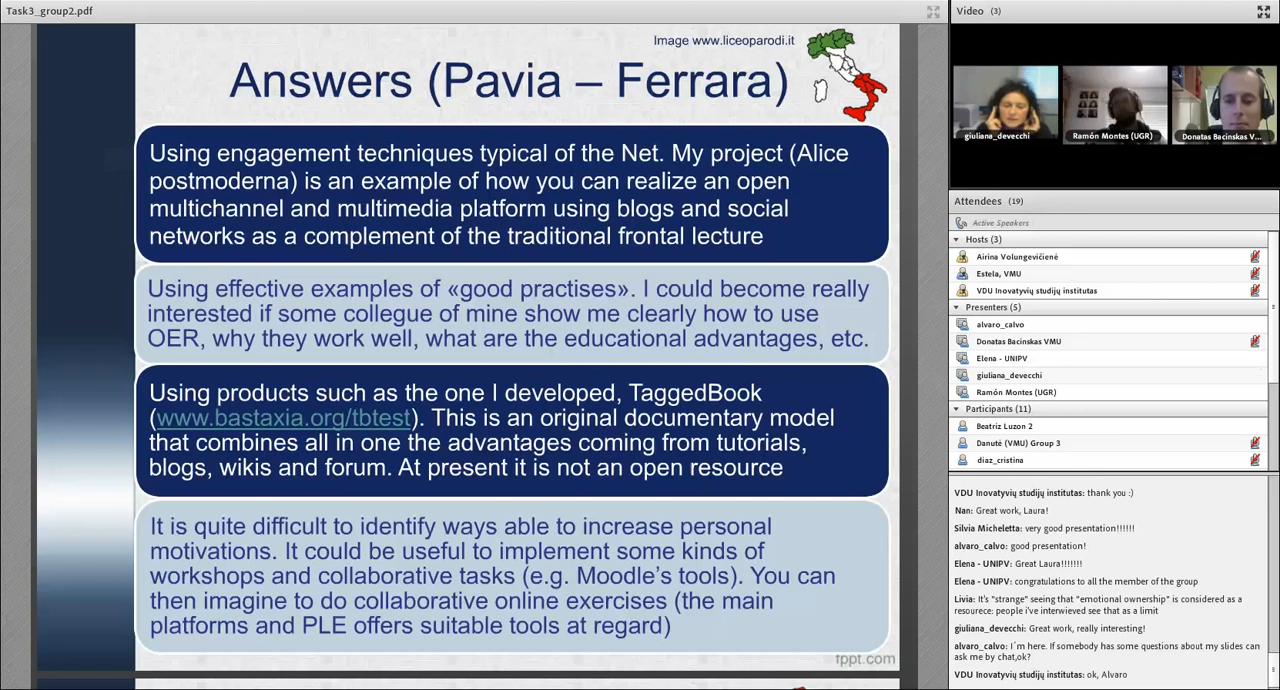 Task3_group2.pdf
Image www.liceoparodi.it
Answers (Pavia – Ferrara)
Using engagement techniques typical of the Net. My project (Alice
postmoderna) is an example of how you can realize an open
multichannel and multimedia platform using blogs and social
networks as a complement of the traditional frontal lecture
Using effective examples of «good practises». I could become really
interested if some collegue of mine show me clearly how to use
OER, why they work well, what are the educational advantages, etc.
Using products such as the one I developed, TaggedBook
(www.bastaxia.org/tbtest). This is an original documentary model
that combines all in one the advantages coming from tutorials,
blogs, wikis and forum. At present it is not an open resource
It is quite difficult to identify ways able to increase personal
motivations. It could be useful to implement some kinds of
workshops and collaborative tasks (e.g. Moodle's tools). You can
then imagine to do collaborative online exercises (the main
platforms and PLE offers suitable tools at regard)
fppt.com
Video (3)
giuliana_devecchi
Ramón Montes (UGR)
Donatas Bacinskas V...
Attendees (19)
Active Speakers
Hosts (3)
Airina Volungevičienė
Estela, VMU
VDU Inovatyvių studijų institutas
Presenters (5)
alvaro_calvo
Donatas Bacinskas VMU
Elena - UNIPV
giuliana_devecchi
Ramón Montes (UGR)
Participants (11)
Beatriz Luzon 2
Danutė (VMU) Group 3
diaz_cristina
VDU Inovatyvių studijų institutas: thank you :)
Nan: Great work, Laura!
Silvia Micheletta: very good presentation!!!!!!
alvaro_calvo: good presentation!
Elena - UNIPV: Great Laura!!!!!!!
Elena - UNIPV: congratulations to all the member of the group
Livia: It's "strange" seeing that "emotional ownership" is considered as a
resource: people i've interwieved see that as a limit
giuliana_devecchi: Great work, really interesting!
alvaro_calvo: I´m here. If somebody has some questions about my slides can
ask me by chat,ok?
VDU Inovatyvių studijų institutas: ok, Alvaro